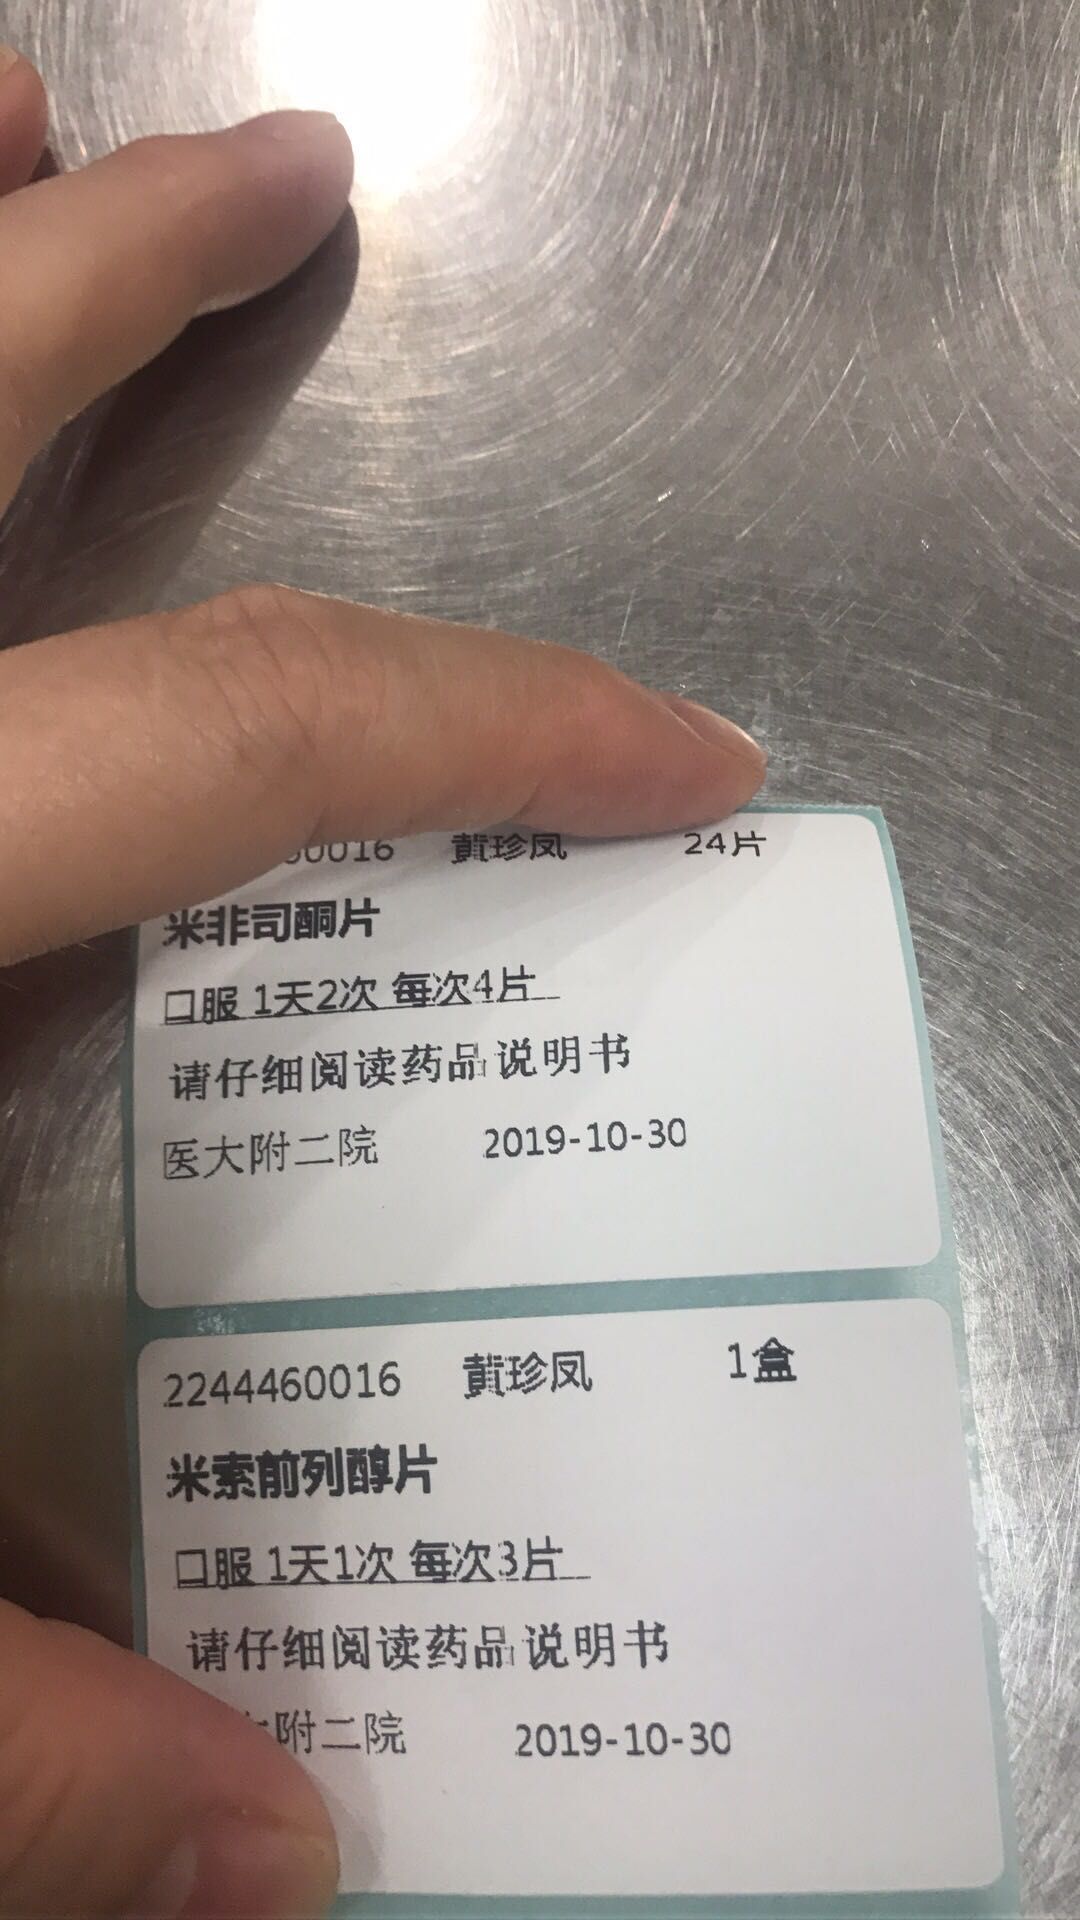 0016 黄珍凤 24片
米非司酮片
口服 1天2次 每次4片
请仔细阅读药品说明书
医大附二院 2019-10-30
2244460016 黄珍凤 1盒
米索前列醇片
口服 1天1次 每次3片
请仔细阅读药品说明书
附二院 2019-10-30